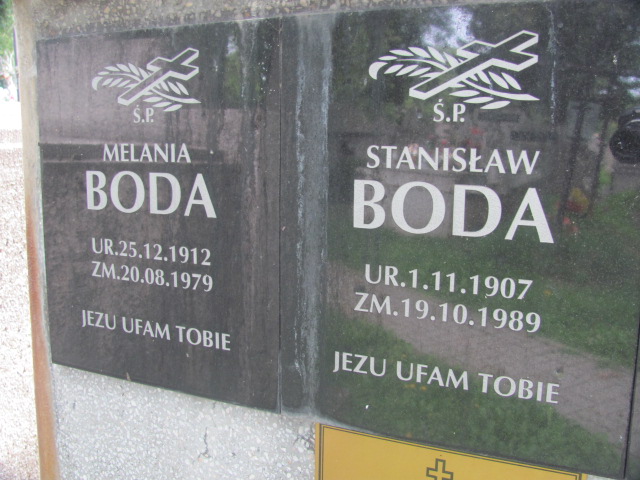 Ś.P.
MELANIA
BODA
UR.25.12.1912
ZM.20.08.1979
JEZU UFAM TOBIE
Ś.P.
STANISŁAW
BODA
UR.1.11.1907
ZM.19.10.1989
JEZU UFAM TOBIE